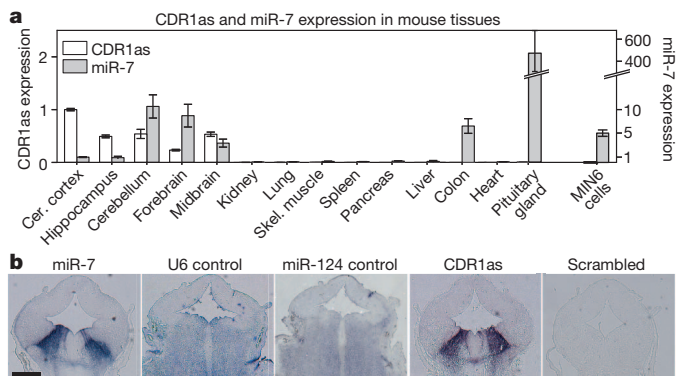 a
CDR1as and miR-7 expression in mouse tissues
CDR1as expression
2
1
0
CDR1as
miR-7
miR-7 expression
600
400
10
5
1
Cer. cortex
Hippocampus
Cerebellum
Forebrain
Midbrain
Kidney
Lung
Skel. muscle
Spleen
Pancreas
Liver
Colon
Heart
Pituitary
gland
MIN6
cells
b
miR-7
U6 control
miR-124 control
CDR1as
Scrambled